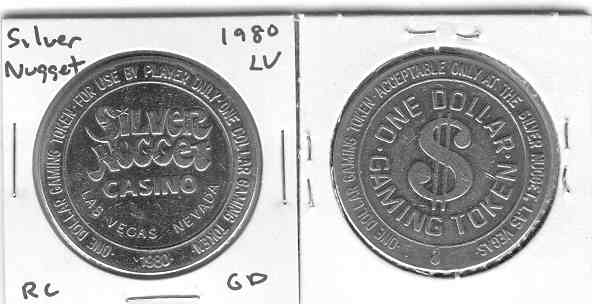 Silver
Nugget
1980
LV
ONE DOLLAR GAMING TOKEN·FOR USE BY PLAYER ONLY·ONE DOLLAR GAMING TOKEN·
Silver
Nugget
CASINO
LAS VEGAS NEVADA
·1980·
RC
GD
·ONE DOLLAR GAMING TOKEN·ACCEPTABLE ONLY AT THE SILVER NUGGET, LAS VEGAS·
·ONE DOLLAR·
$
GAMING TOKEN